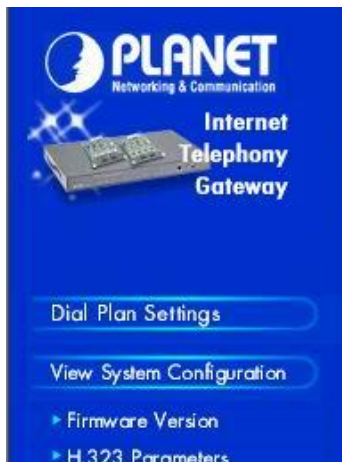 PLANET
Networking & Communication
Internet
Telephony
Gateway
Dial Plan Settings
View System Configuration
Firmware Version
H.323 Parameters